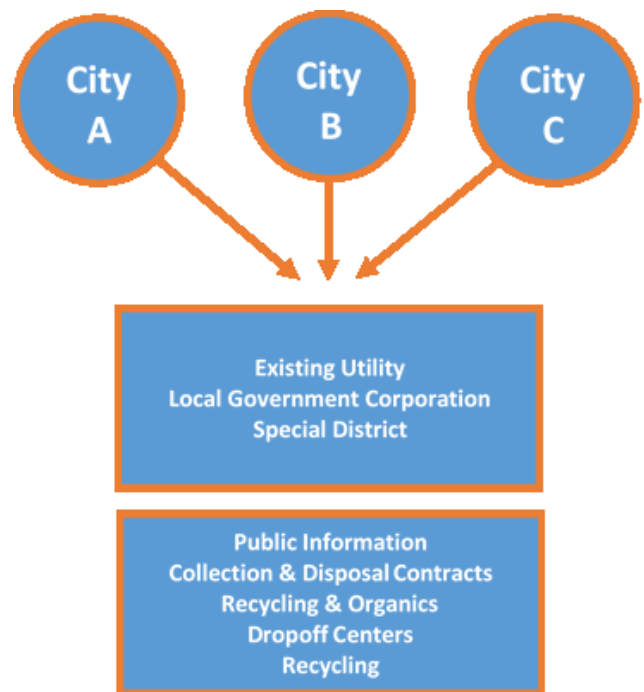 City
A
City
B
City
C
Existing Utility
Local Government Corporation
Special District
Public Information
Collection & Disposal Contracts
Recycling & Organics
Dropoff Centers
Recycling